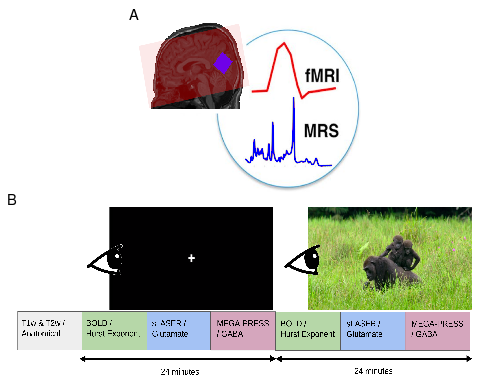 A
fMRI
MRS
B
T1w & T2w /
Anatomical
BOLD /
Hurst Exponent
sLASER /
Glutamate
MEGA-PRESS
/ GABA
BOLD /
Hurst Exponent
sLASER /
Glutamate
MEGA-PRESS
/ GABA
24 minutes
24 minutes